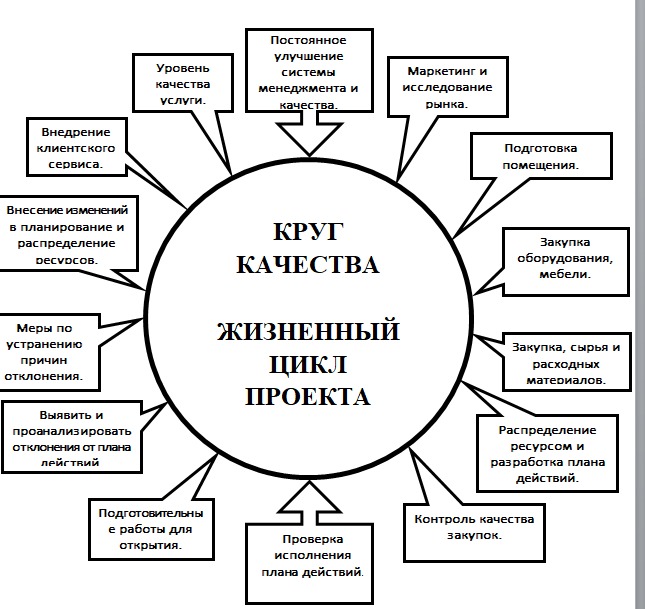 Постоянное
улучшение
системы
менеджмента и
качества.
Маркетинг и
исследование
рынка.
Подготовка
помещения.
Закупка
оборудования,
мебели.
Закупка, сырья и
расходных
материалов.
Распределение
ресурсом и
разработка плана
действий.
Контроль качества
закупок.
Проверка
исполнения
плана действий.
Подготовительны
е работы для
открытия.
Выявить и
проанализировать
отклонения от плана
действий
Меры по
устранению
причин
отклонения.
Внесение изменений
в планирование и
распределение
ресурсов.
Внедрение
клиентского
сервиса.
Уровень
качества
услуги.
КРУГ
КАЧЕСТВА
ЖИЗНЕННЫЙ
ЦИКЛ
ПРОЕКТА